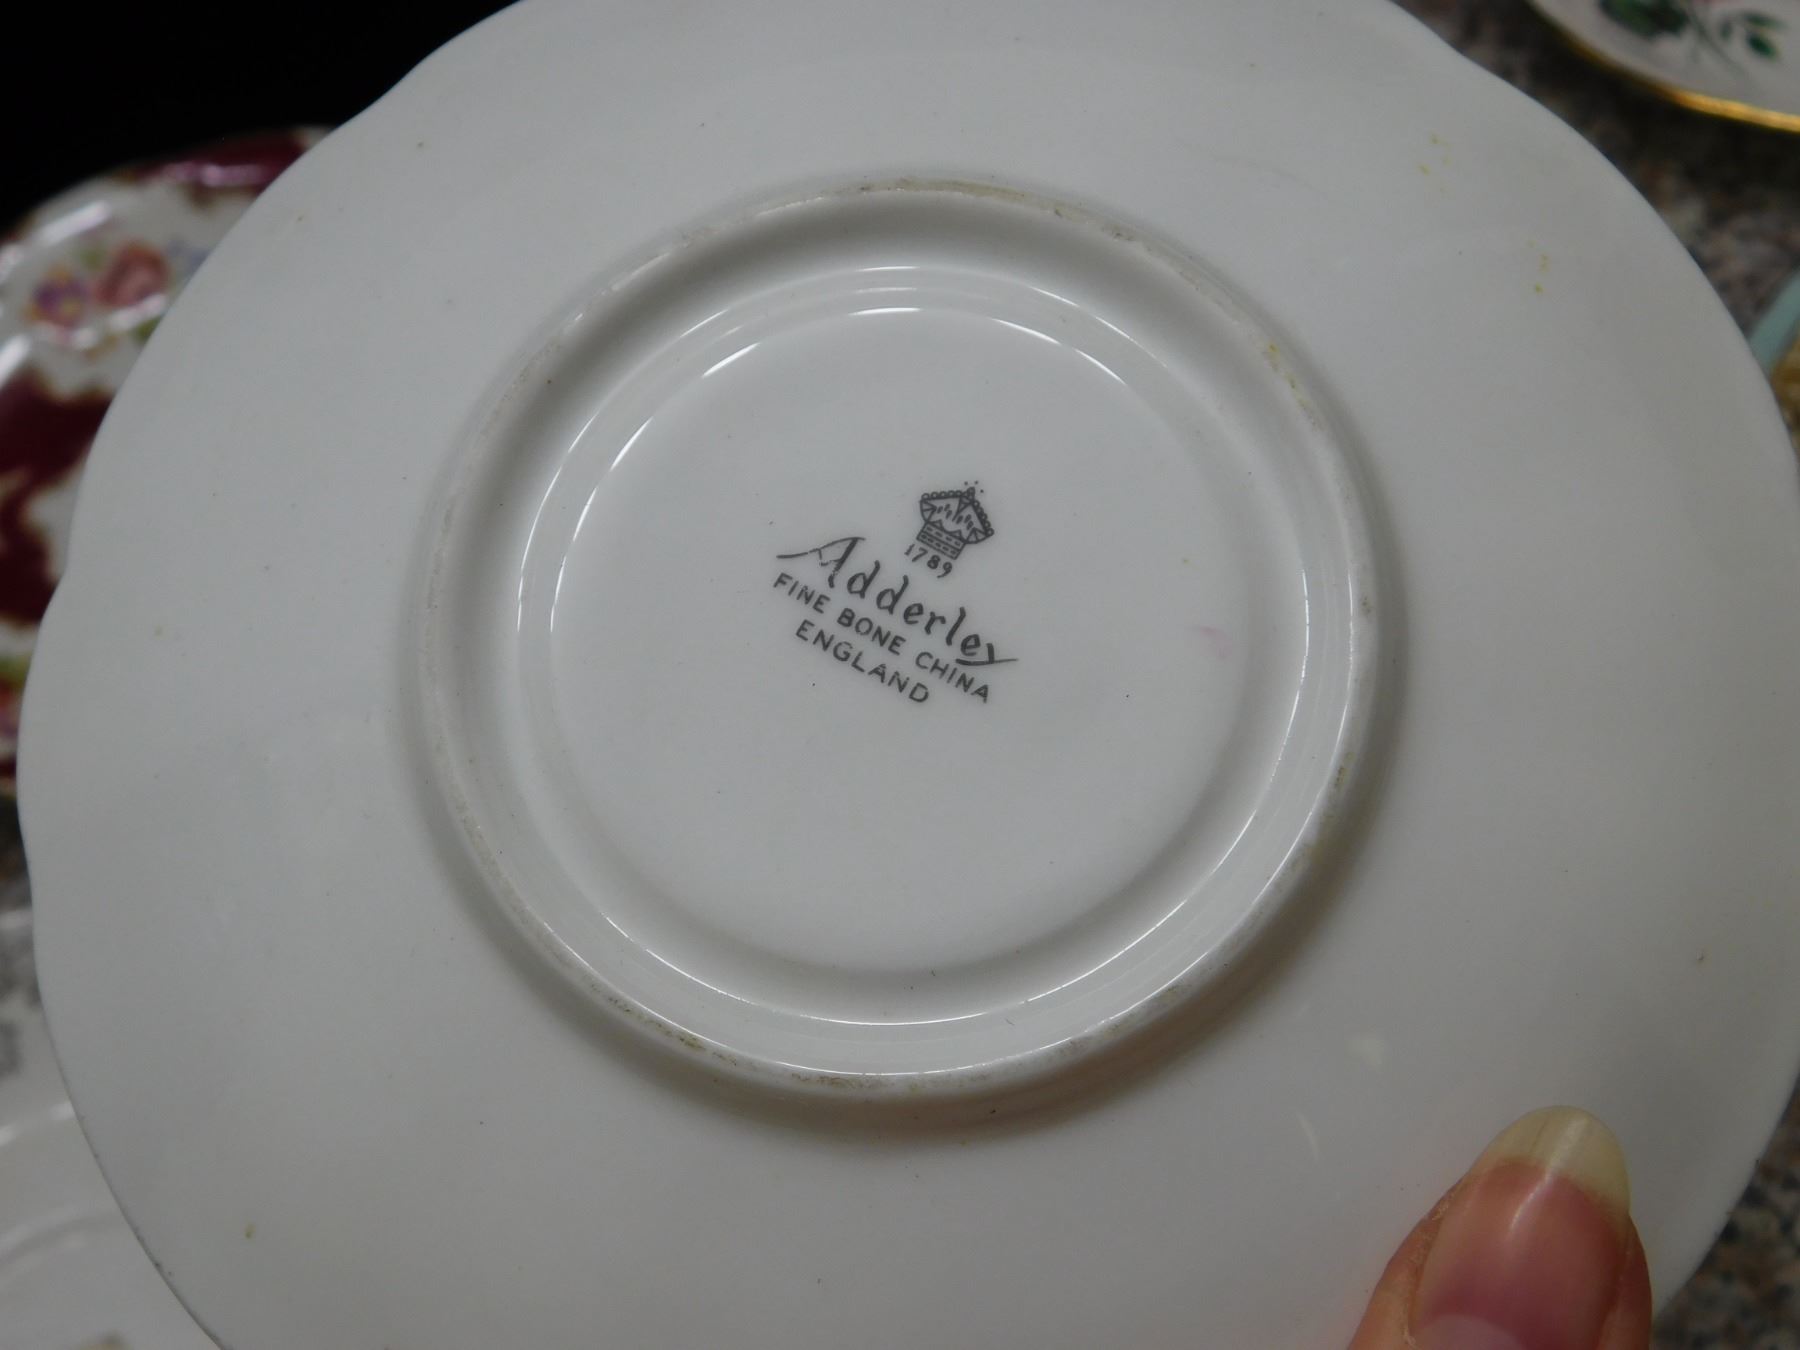 1789
Adderley
FINE BONE CHINA
ENGLAND